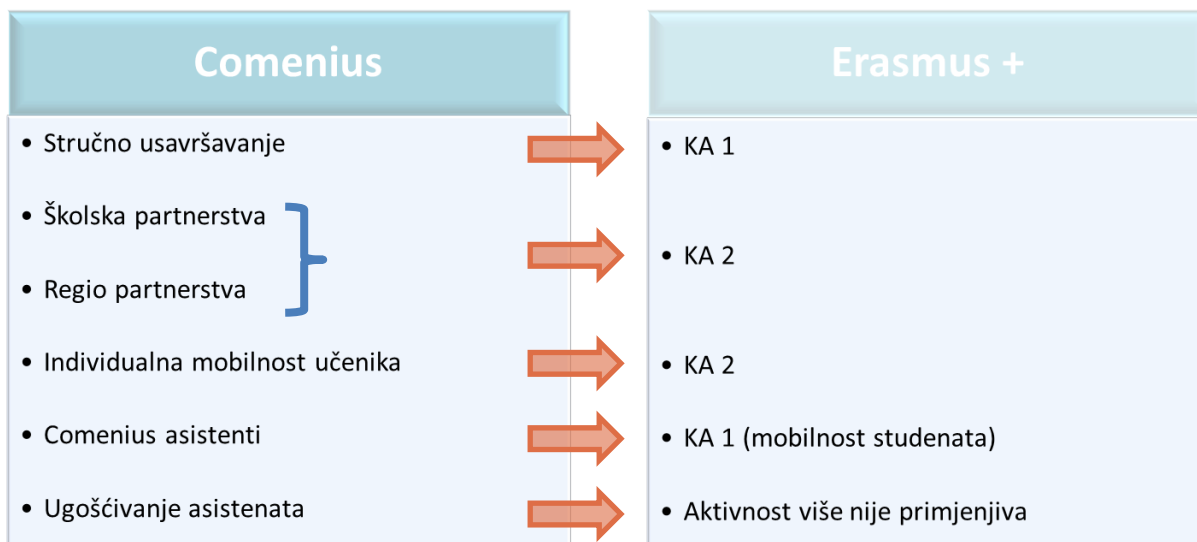 Comenius
• Stručno usavršavanje
• Školska partnerstva
• Regio partnerstva
• Individualna mobilnost učenika
• Comenius asistenti
• Ugošćivanje asistenata
Erasmus +
• KA 1
• KA 2
• KA 2
• KA 1 (mobilnost studenata)
• Aktivnost više nije primjenjiva